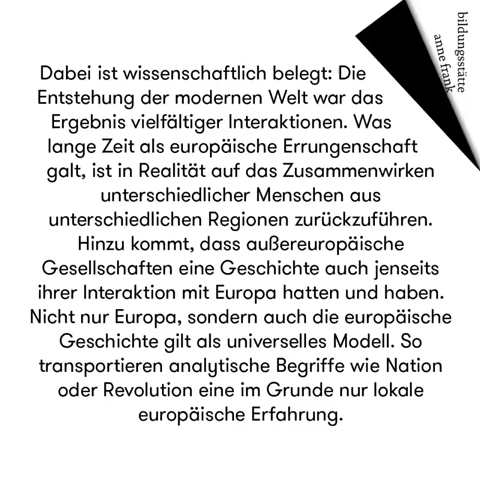 bildungsstätte
anne frank
Dabei ist wissenschaftlich belegt: Die
Entstehung der modernen Welt war das
Ergebnis vielfältiger Interaktionen. Was
lange Zeit als europäische Errungenschaft
galt, ist in Realität auf das Zusammenwirken
unterschiedlicher Menschen aus
unterschiedlichen Regionen zurückzuführen.
Hinzu kommt, dass außereuropäische
Gesellschaften eine Geschichte auch jenseits
ihrer Interaktion mit Europa hatten und haben.
Nicht nur Europa, sondern auch die europäische
Geschichte gilt als universelles Modell. So
transportieren analytische Begriffe wie Nation
oder Revolution eine im Grunde nur lokale
europäische Erfahrung.